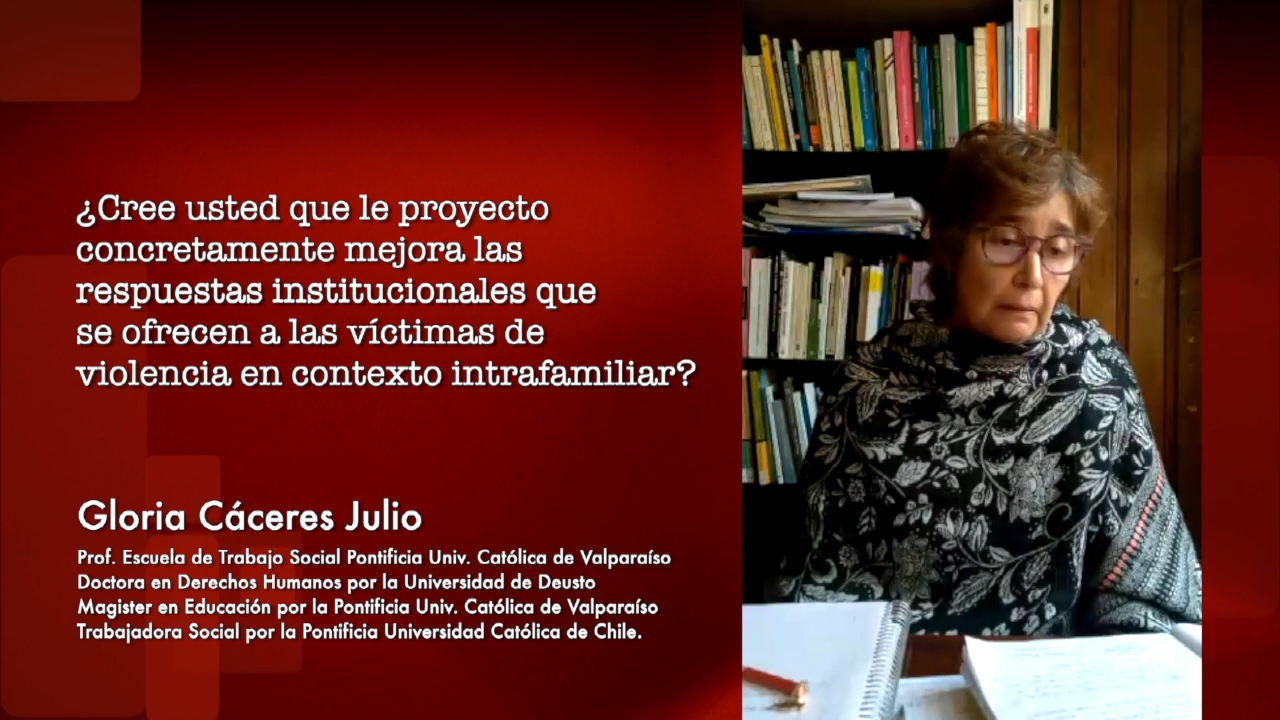 ¿Cree usted que le proyecto
concretamente mejora las
respuestas institucionales que
se ofrecen a las víctimas de
violencia en contexto intrafamiliar?
Gloria Cáceres Julio
Prof. Escuela de Trabajo Social Pontificia Univ. Católica de Valparaíso
Doctora en Derechos Humanos por la Universidad de Deusto
Magister en Educación por la Pontificia Univ. Católica de Valparaíso
Trabajadora Social por la Pontificia Universidad Católica de Chile.